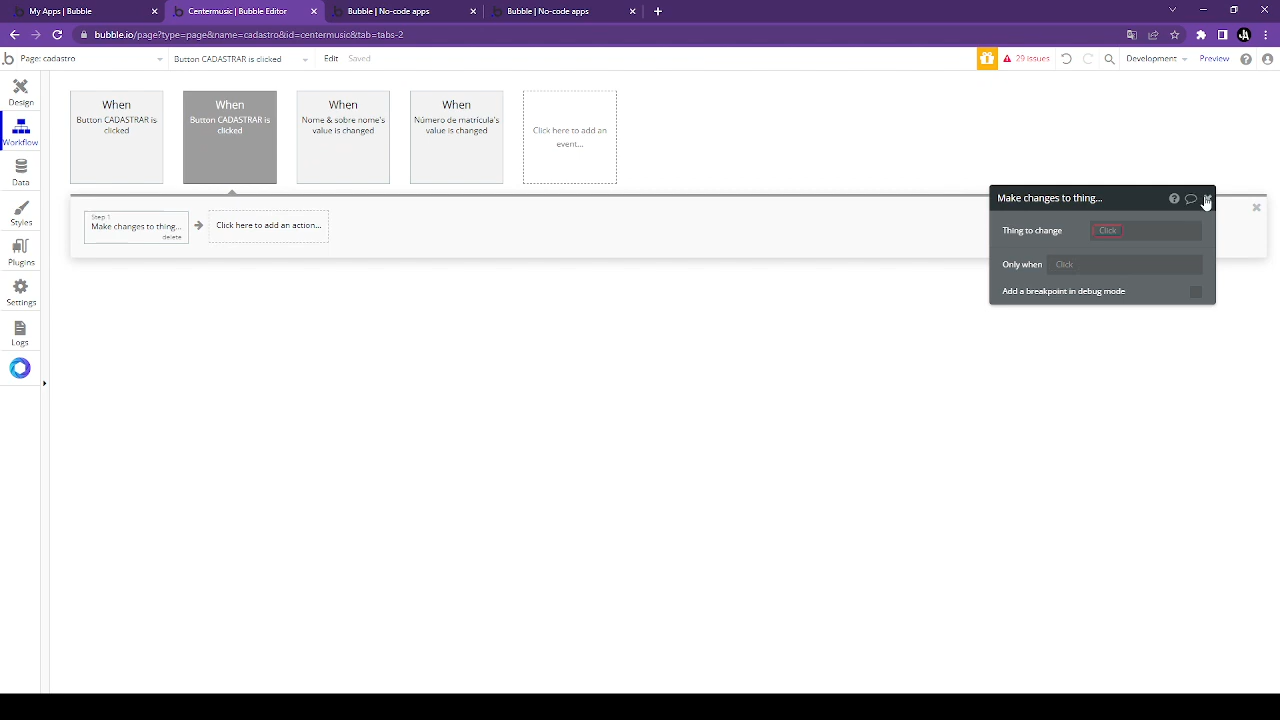 My Apps | Bubble
Centermusic | Bubble Editor
Bubble | No-code apps
Bubble | No-code apps
bubble.io/page?type=page&name=cadastro&id=centermusic&tab=tabs-2
Page: cadastro
Button CADASTRAR is clicked
Edit
Saved
29 issues
Development
Preview
Design
Workflow
Data
Styles
Plugins
Settings
Logs
When
Button CADASTRAR is
clicked
When
Button CADASTRAR is
clicked
When
Nome & sobre nome's
value is changed
When
Número de matrícula's
value is changed
Click here to add an
event...
Step 1
Make changes to thing...
delete
Click here to add an action...
Make changes to thing...
Thing to change
Click
Only when
Click
Add a breakpoint in debug mode